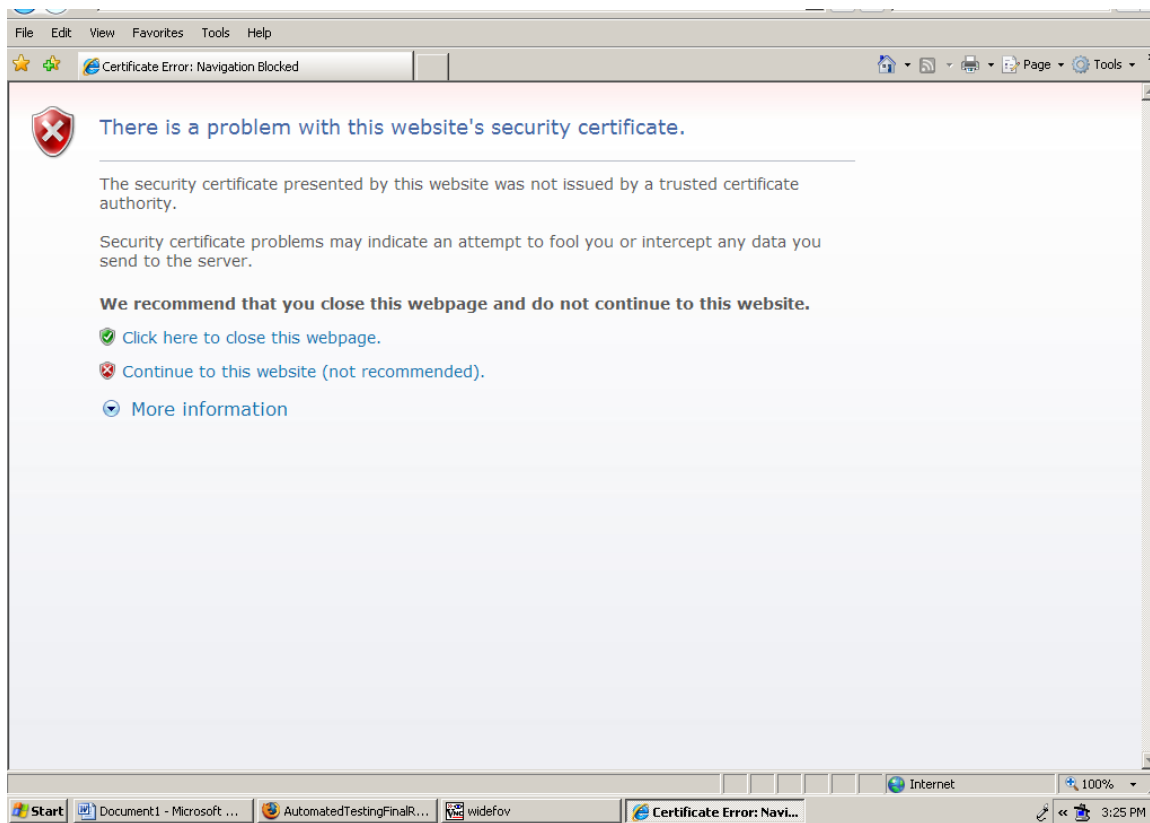 File Edit View Favorites Tools Help
Certificate Error: Navigation Blocked
Page Tools
There is a problem with this website's security certificate.
The security certificate presented by this website was not issued by a trusted certificate
authority.
Security certificate problems may indicate an attempt to fool you or intercept any data you
send to the server.
We recommend that you close this webpage and do not continue to this website.
Click here to close this webpage.
Continue to this website (not recommended).
More information
Internet 100%
Start Document1 - Microsoft ... AutomatedTestingFinalR... widefov Certificate Error: Navi... « 3:25 PM